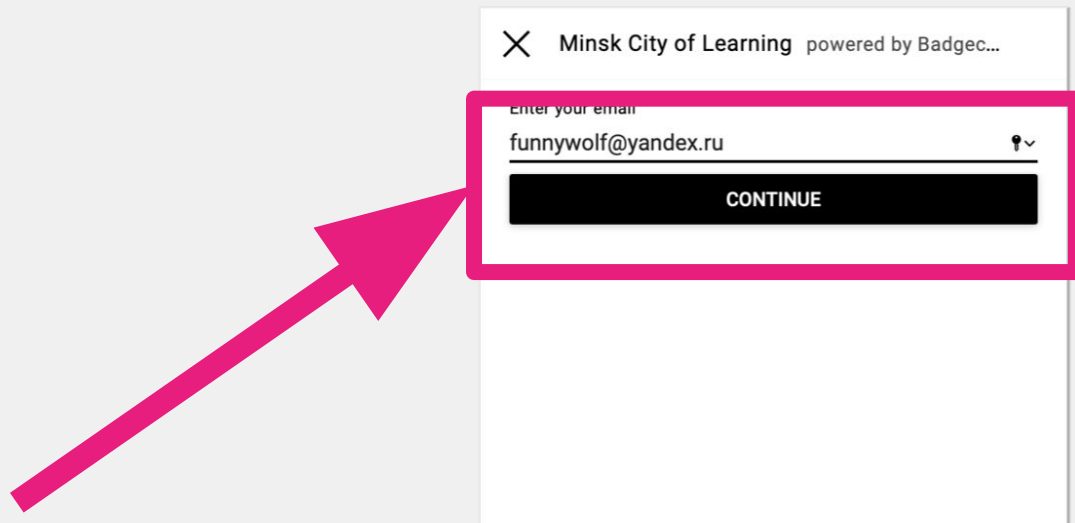 Minsk City of Learning powered by Badgec...
Enter your email
funnywolf@yandex.ru
CONTINUE